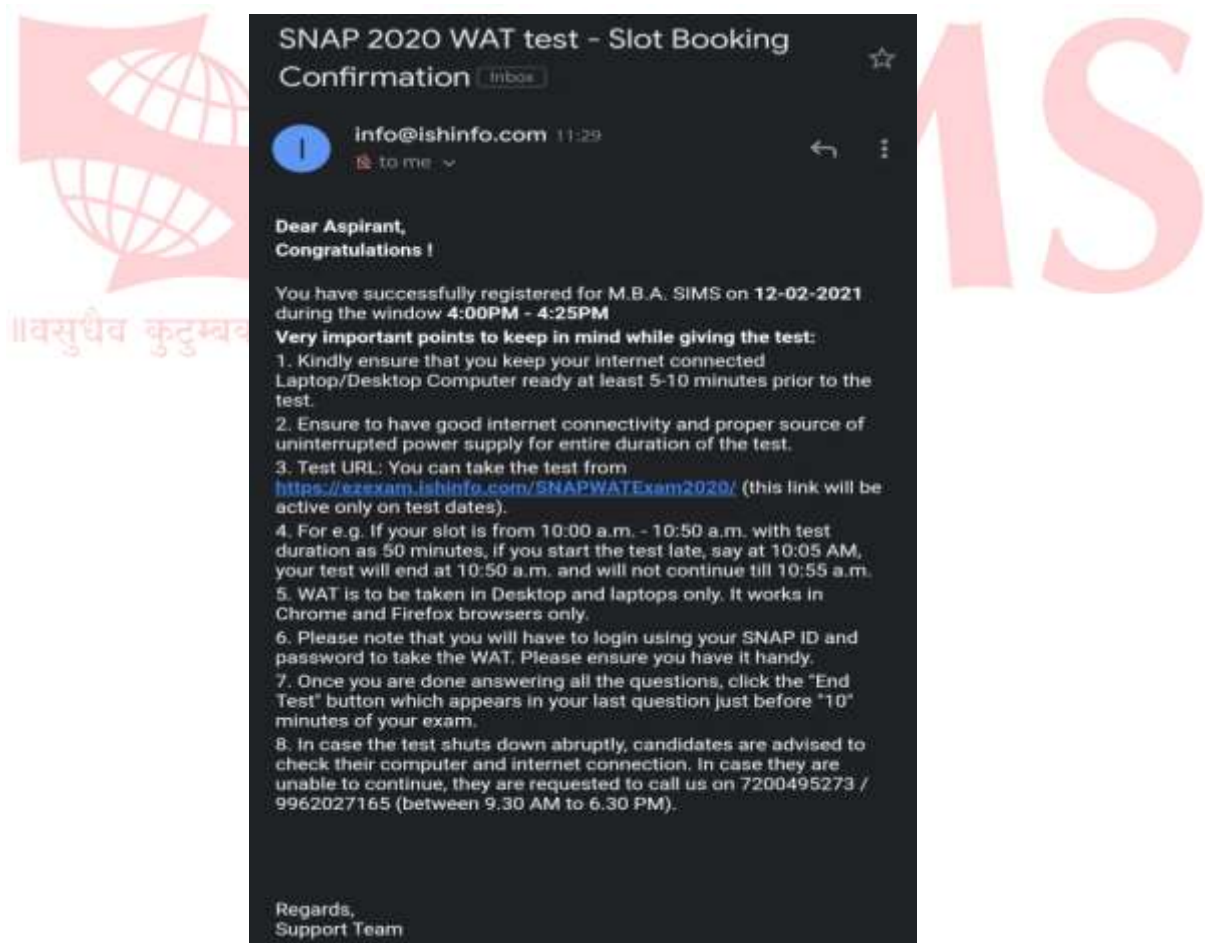 SNAP 2020 WAT test - Slot Booking
Confirmation Inbox
info@ishinfo.com 11:29
I
to me
Dear Aspirant,
Congratulations !
You have successfully registered for M.B.A. SIMS on 12-02-2021
during the window 4:00PM - 4:25PM
॥वसुधैव कुटुम्बक
Very important points to keep in mind while giving the test:
1. Kindly ensure that you keep your internet connected
Laptop/Desktop Computer ready at least 5-10 minutes prior to the
test.
2. Ensure to have good internet connectivity and proper source of
uninterrupted power supply for entire duration of the test.
3. Test URL: You can take the test from
https://ezexam.ishinfo.com/SNAPWATExam2020/ (this link will be
active only on test dates).
4. For e.g. If your slot is from 10:00 a.m. - 10:50 a.m. with test
duration as 50 minutes, if you start the test late, say at 10:05 AM,
your test will end at 10:50 a.m. and will not continue till 10:55 a.m.
5. WAT is to be taken in Desktop and laptops only. It works in
Chrome and Firefox browsers only.
6. Please note that you will have to login using your SNAP ID and
password to take the WAT. Please ensure you have it handy.
7. Once you are done answering all the questions, click the "End
Test" button which appears in your last question just before "10"
minutes of your exam.
8. In case the test shuts down abruptly, candidates are advised to
check their computer and internet connection. In case they are
unable to continue, they are requested to call us on 7200495273 /
9962027165 (between 9.30 AM to 6.30 PM).
Regards,
Support Team